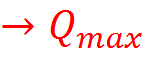 → Q_max